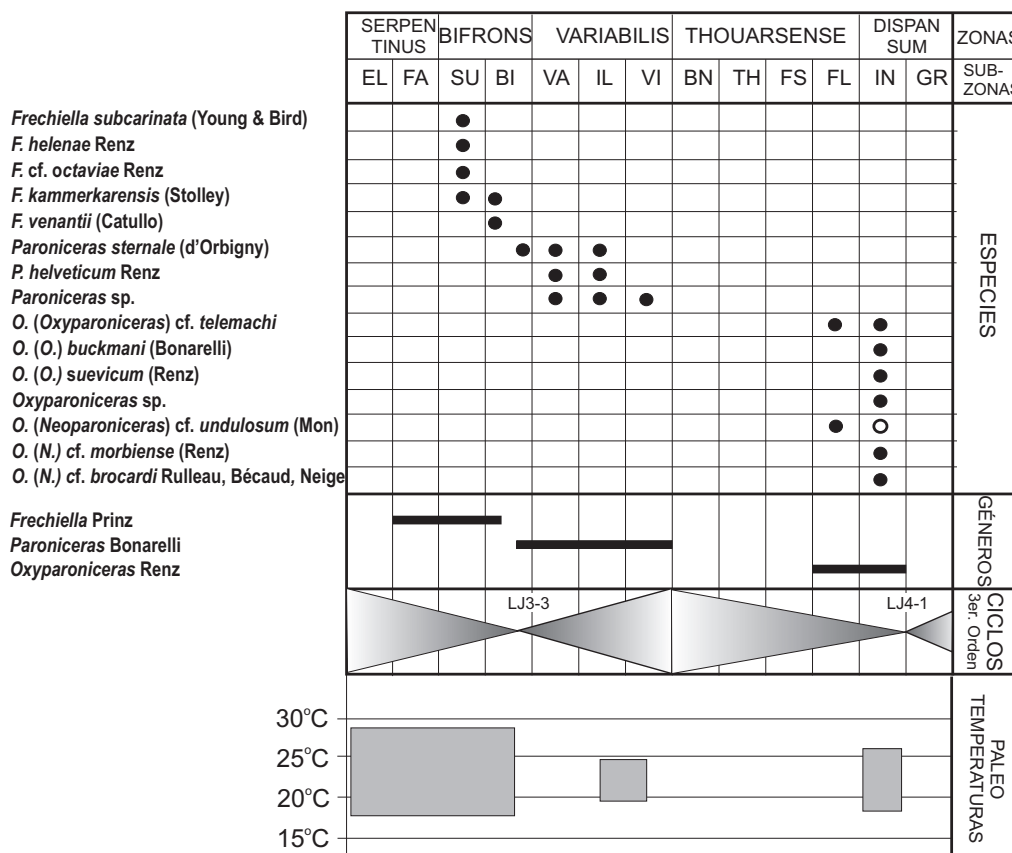 SERPEN
TINUS
BIFRONS
VARIABILIS
THOUARSENSE
DISPAN
SUM
ZONAS
EL FA SU BI VA IL VI BN TH FS FL IN GR
SUB-
ZONAS
Frechiella subcarinata (Young & Bird)
F. helenae Renz
F. cf. octaviae Renz
F. kammerkarensis (Stolley)
F. venantii (Catullo)
Paroniceras sternale (d'Orbigny)
P. helveticum Renz
Paroniceras sp.
O. (Oxyparoniceras) cf. telemachi
O. (O.) buckmani (Bonarelli)
O. (O.) suevicum (Renz)
Oxyparoniceras sp.
O. (Neoparoniceras) cf. undulosum (Mon)
O. (N.) cf. morbiense (Renz)
O. (N.) cf. brocardi Rulleau, Bécaud, Neige
ESPECIES
Frechiella Prinz
Paroniceras Bonarelli
Oxyparoniceras Renz
GÉNEROS
LJ3-3
LJ4-1
CICLOS
3er. Orden
30°C
25°C
20°C
15°C
PALEO
TEMPERATURAS